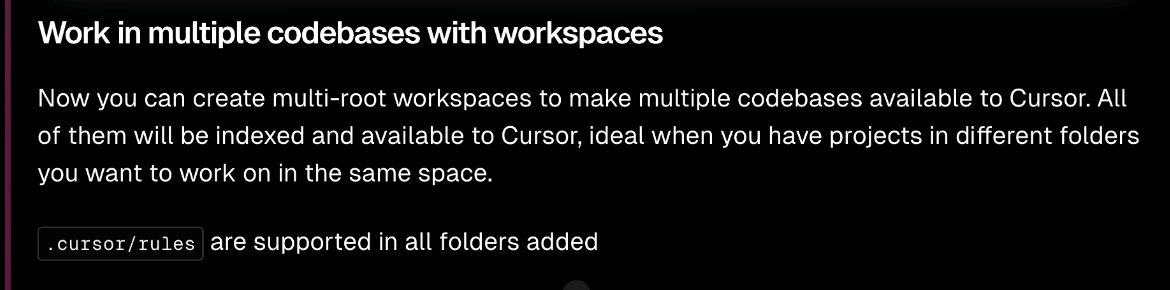 Work in multiple codebases with workspaces
Now you can create multi-root workspaces to make multiple codebases available to Cursor. All
of them will be indexed and available to Cursor, ideal when you have projects in different folders
you want to work on in the same space.
.cursor/rules are supported in all folders added